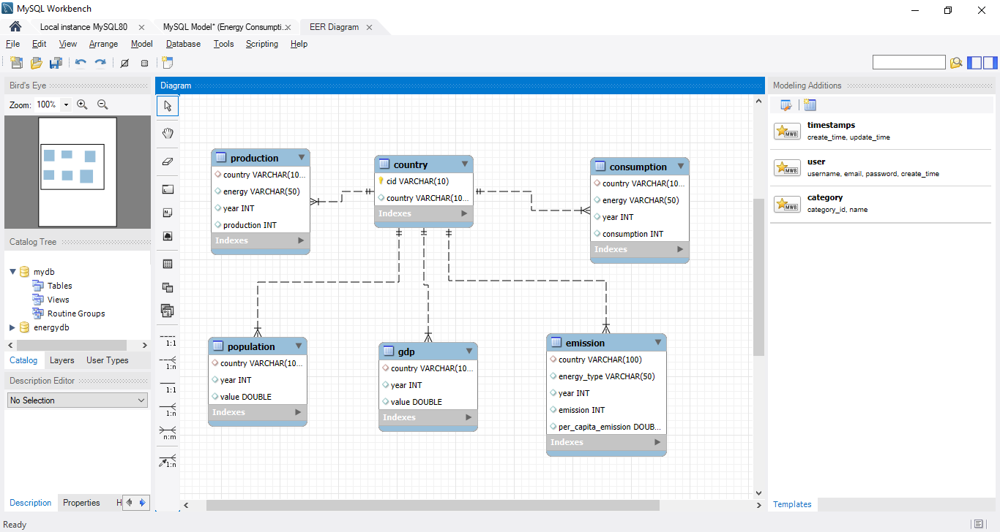 MySQL Workbench
Local instance MySQL80
MySQL Model* (Energy Consumpti..
EER Diagram
File Edit View Arrange Model Database Tools Scripting Help
Bird's Eye
Zoom: 100%
Catalog Tree
mydb
Tables
Views
Routine Groups
energydb
Catalog Layers User Types
Description Editor
No Selection
Description Properties H
Diagram
1:1
1:n
1:1
1:n
n:m
1:n
production
country VARCHAR(10...
energy VARCHAR(50)
year INT
production INT
Indexes
country
cid VARCHAR(10)
country VARCHAR(10...
Indexes
consumption
country VARCHAR(10...
energy VARCHAR(50)
year INT
consumption INT
Indexes
population
country VARCHAR(10...
year INT
value DOUBLE
Indexes
gdp
country VARCHAR(10...
year INT
value DOUBLE
Indexes
emission
country VARCHAR(100)
energy_type VARCHAR(50)
year INT
emission INT
per_capita_emission DOUB...
Indexes
Modeling Additions
MWB
timestamps
create_time, update_time
MWB
user
username, email, password, create_time
MWB
category
category_id, name
Templates
Ready